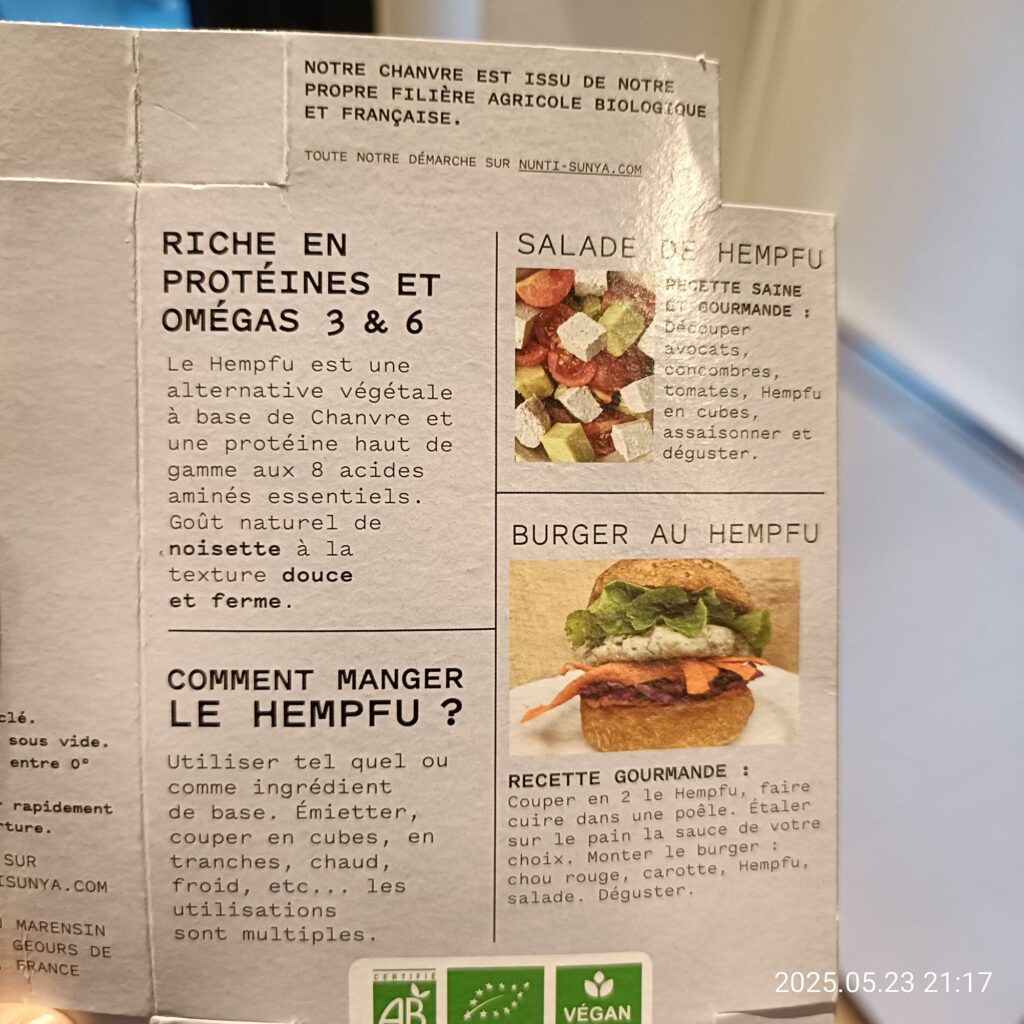 NOTRE CHANVRE EST ISSU DE NOTRE
PROPRE FILIÈRE AGRICOLE BIOLOGIQUE
ET FRANÇAISE.
TOUTE NOTRE DÉMARCHE SUR NUNTI-SUNYA.COM
RICHE EN
PROTÉINES ET
OMÉGAS 3 & 6
Le Hempfu est une
alternative végétale
à base de Chanvre et
une protéine haut de
gamme aux 8 acides
aminés essentiels.
Goût naturel de
noisette à la
texture douce
et ferme.
COMMENT MANGER
LE HEMPFU ?
Utiliser tel quel ou
comme ingrédient
de base. Émietter,
couper en cubes, en
tranches, chaud,
froid, etc... les
utilisations
sont multiples.
SALADE DE HEMPFU
RECETTE SAINE
ET GOURMANDE :
Découper
avocats,
concombres,
tomates, Hempfu
en cubes,
assaisonner et
déguster.
BURGER AU HEMPFU
RECETTE GOURMANDE :
Couper en 2 le Hempfu, faire
cuire dans une poêle. Étaler
sur le pain la sauce de votre
choix. Monter le burger :
chou rouge, carotte, Hempfu,
salade. Déguster.
clé.
sous vide.
entre 0°
rapidement
rture.
SUR
ISUNYA.COM
MARENSIN
GEOURS DE
FRANCE
CERTIFIÉ
AB
VÉGAN
2025.05.23 21:17